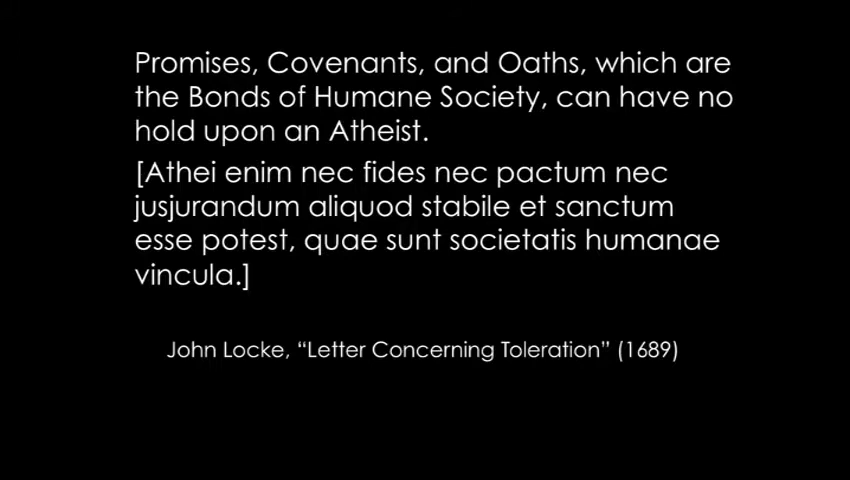 Promises, Covenants, and Oaths, which are
the Bonds of Humane Society, can have no
hold upon an Atheist.
[Athei enim nec fides nec pactum nec
jusjurandum aliquod stabile et sanctum
esse potest, quae sunt societatis humanae
vincula.]
John Locke, “Letter Concerning Toleration” (1689)